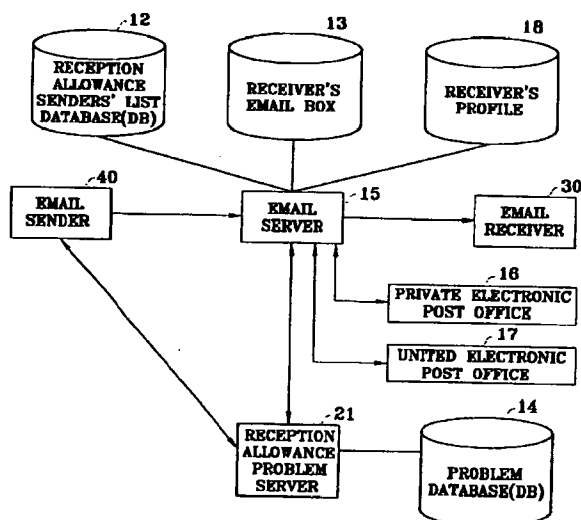 12
RECEPTION
ALLOWANCE
SENDERS' LIST
DATABASE(DB)
13
RECEIVER'S
EMAIL BOX
18
RECEIVER'S
PROFILE
40
EMAIL
SENDER
15
EMAIL
SERVER
30
EMAIL
RECEIVER
16
PRIVATE ELECTRONIC
POST OFFICE
17
UNITED ELECTRONIC
POST OFFICE
21
RECEPTION
ALLOWANCE
PROBLEM
SERVER
14
PROBLEM
DATABASE(DB)